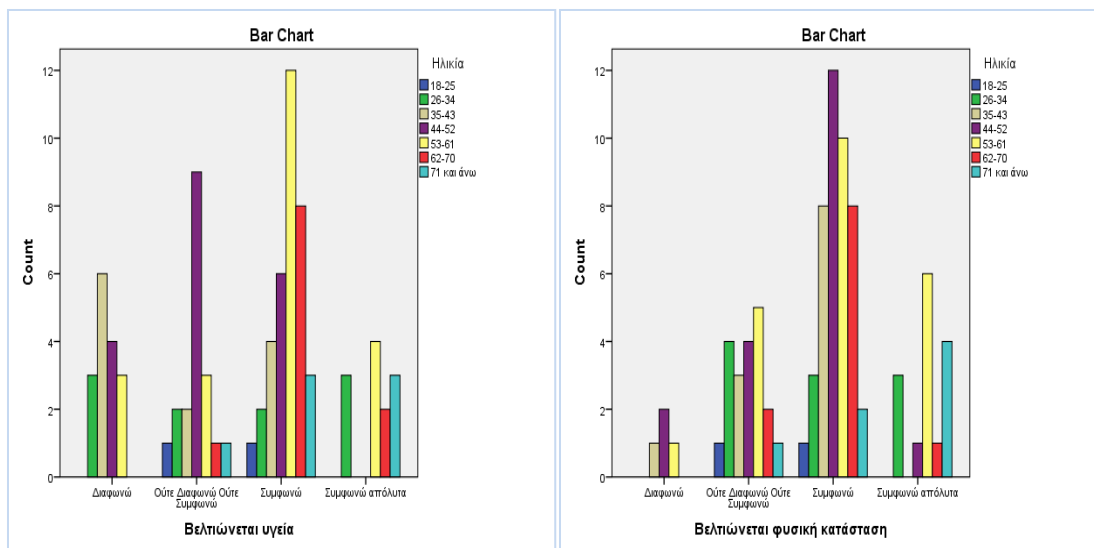 Bar Chart
Ηλικία
18-25
26-34
35-43
44-52
53-61
62-70
71 και άνω
Count
12
10
8
6
4
2
0
Διαφωνώ
Ούτε Διαφωνώ Ούτε
Συμφωνώ
Συμφωνώ
Συμφωνώ απόλυτα
Βελτιώνεται υγεία
Bar Chart
Ηλικία
18-25
26-34
35-43
44-52
53-61
62-70
71 και άνω
Count
12
10
8
6
4
2
0
Διαφωνώ
Ούτε Διαφωνώ Ούτε
Συμφωνώ
Συμφωνώ
Συμφωνώ απόλυτα
Βελτιώνεται φυσική κατάσταση